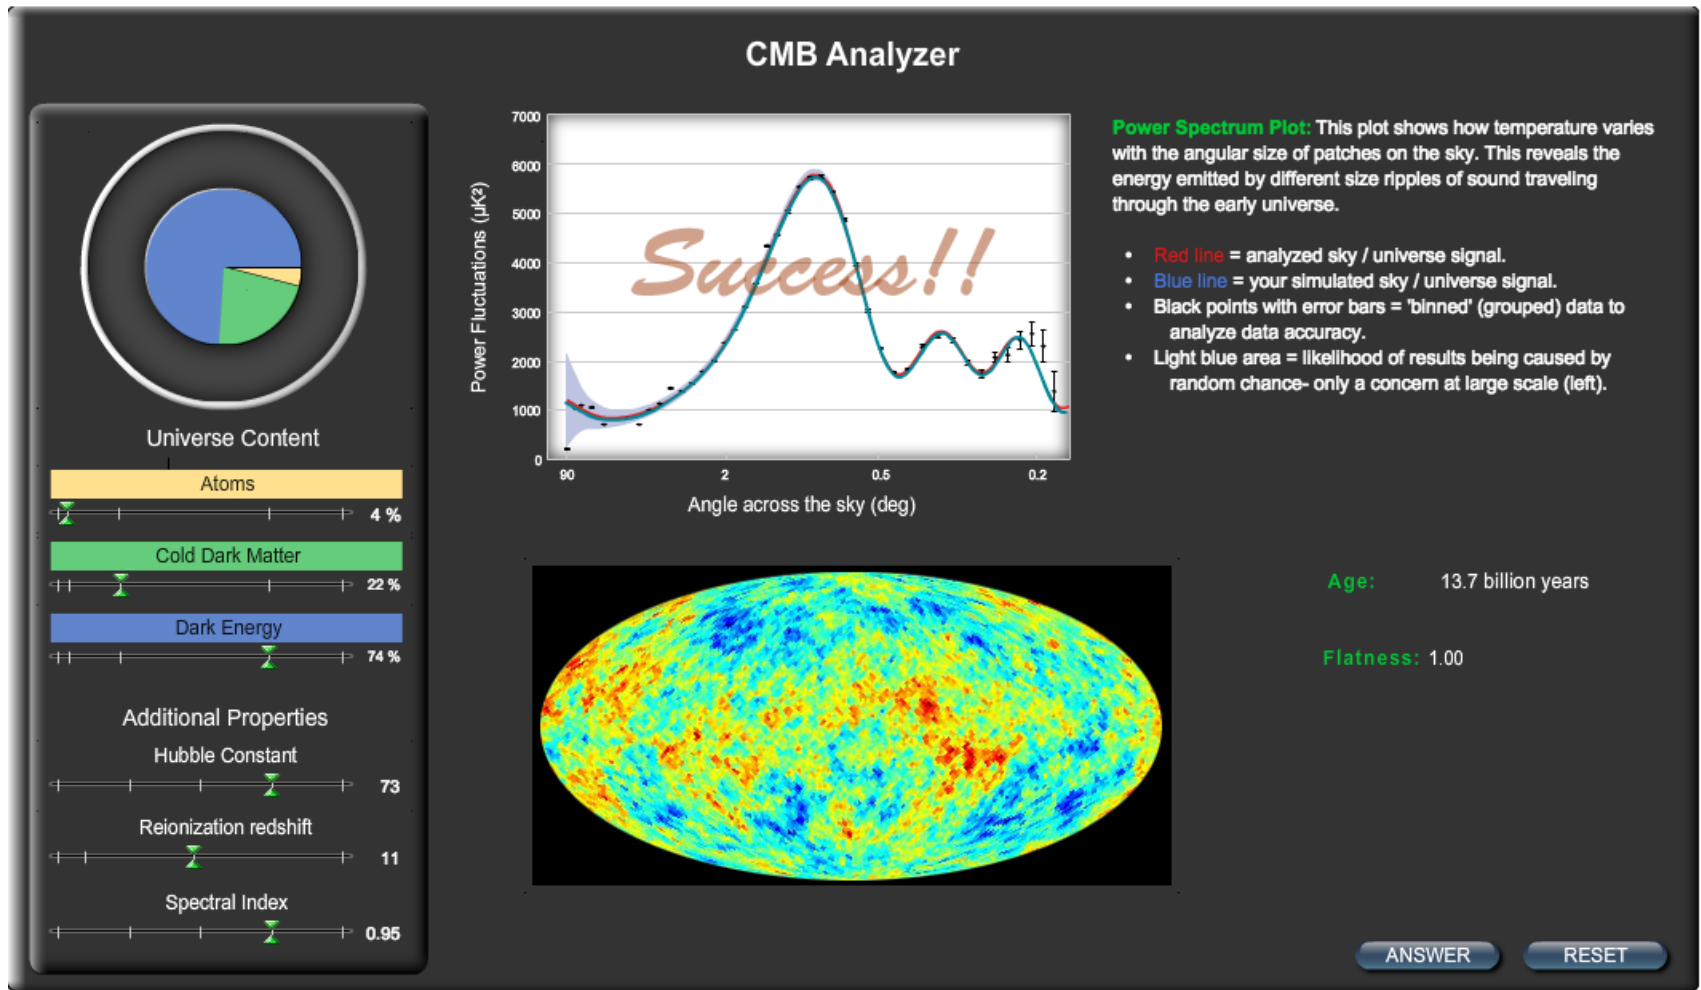 CMB Analyzer
Universe Content
Atoms
4 %
Cold Dark Matter
22 %
Dark Energy
74 %
Additional Properties
Hubble Constant
73
Reionization redshift
11
Spectral Index
0.95
Power Fluctuations (µK²)
7000
6000
5000
4000
3000
2000
1000
0
Success!!
90
2
0.5
0.2
Angle across the sky (deg)
Power Spectrum Plot: This plot shows how temperature varies
with the angular size of patches on the sky. This reveals the
energy emitted by different size ripples of sound traveling
through the early universe.
• Red line = analyzed sky / universe signal.
• Blue line = your simulated sky / universe signal.
• Black points with error bars = 'binned' (grouped) data to
analyze data accuracy.
• Light blue area = likelihood of results being caused by
random chance- only a concern at large scale (left).
Age: 13.7 billion years
Flatness: 1.00
ANSWER
RESET